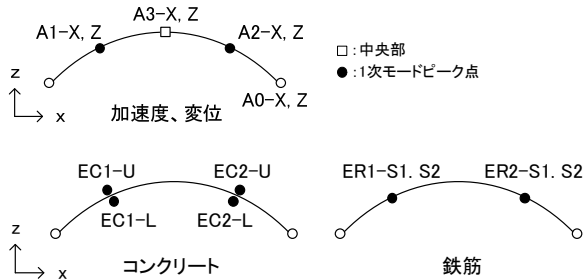 A3-X, Z
A1-X, Z
A2-X, Z
□ : 中央部
● : 1次モードピーク点
A0-X, Z
z
x
加速度、変位
EC1-U
EC2-U
ER1-S1. S2
ER2-S1. S2
EC1-L
EC2-L
z
x
コンクリート
鉄筋